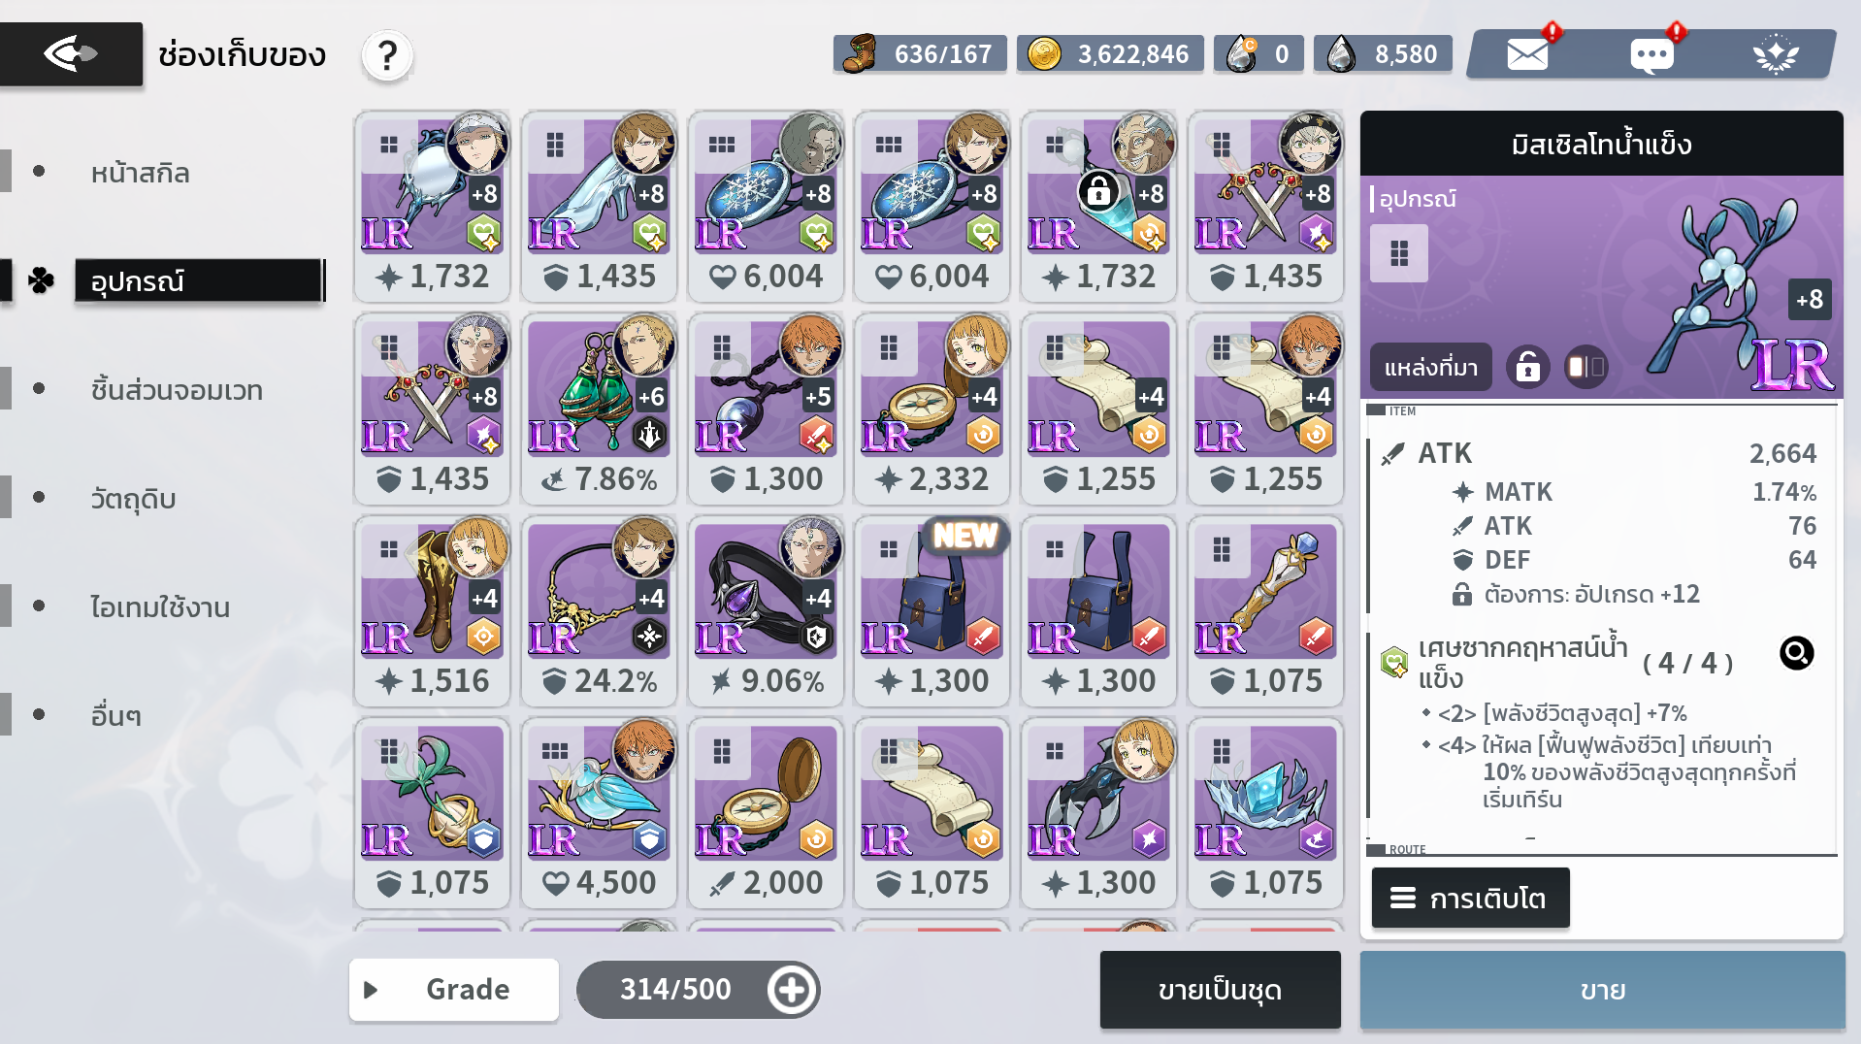 ช่องเก็บของ
?
636/167
3,622,846
0
8,580
หน้าสกิล
อุปกรณ์
ชิ้นส่วนจอมเวท
วัตถุดิบ
ไอเทมใช้งาน
อื่นๆ
+8 +8 +8 +8 +8 +8
LR LR LR LR LR LR
1,732 1,435 6,004 6,004 1,732 1,435
+8 +6 +5 +4 +4 +4
LR LR LR LR LR LR
1,435 7.86% 1,300 2,332 1,255 1,255
NEW
+4 +4 +4
LR LR LR LR LR LR
1,516 24.2% 9.06% 1,300 1,300 1,075
LR LR LR LR LR LR
1,075 4,500 2,000 1,075 1,300 1,075
Grade
314/500
ขายเป็นชุด
มิสเซิลโทน้ำแข็ง
อุปกรณ์
+8
แหล่งที่มา
LR
ITEM
ATK 2,664
MATK 1.74%
ATK 76
DEF 64
ต้องการ: อัปเกรด +12
เศษซากคฤหาสน์น้ำ
แข็ง
( 4 / 4 )
<2> [พลังชีวิตสูงสุด] +7%
<4> ให้ผล [ฟื้นฟูพลังชีวิต] เทียบเท่า
10% ของพลังชีวิตสูงสุดทุกครั้งที่
เริ่มเทิร์น
ROUTE
การเติบโต
ขาย